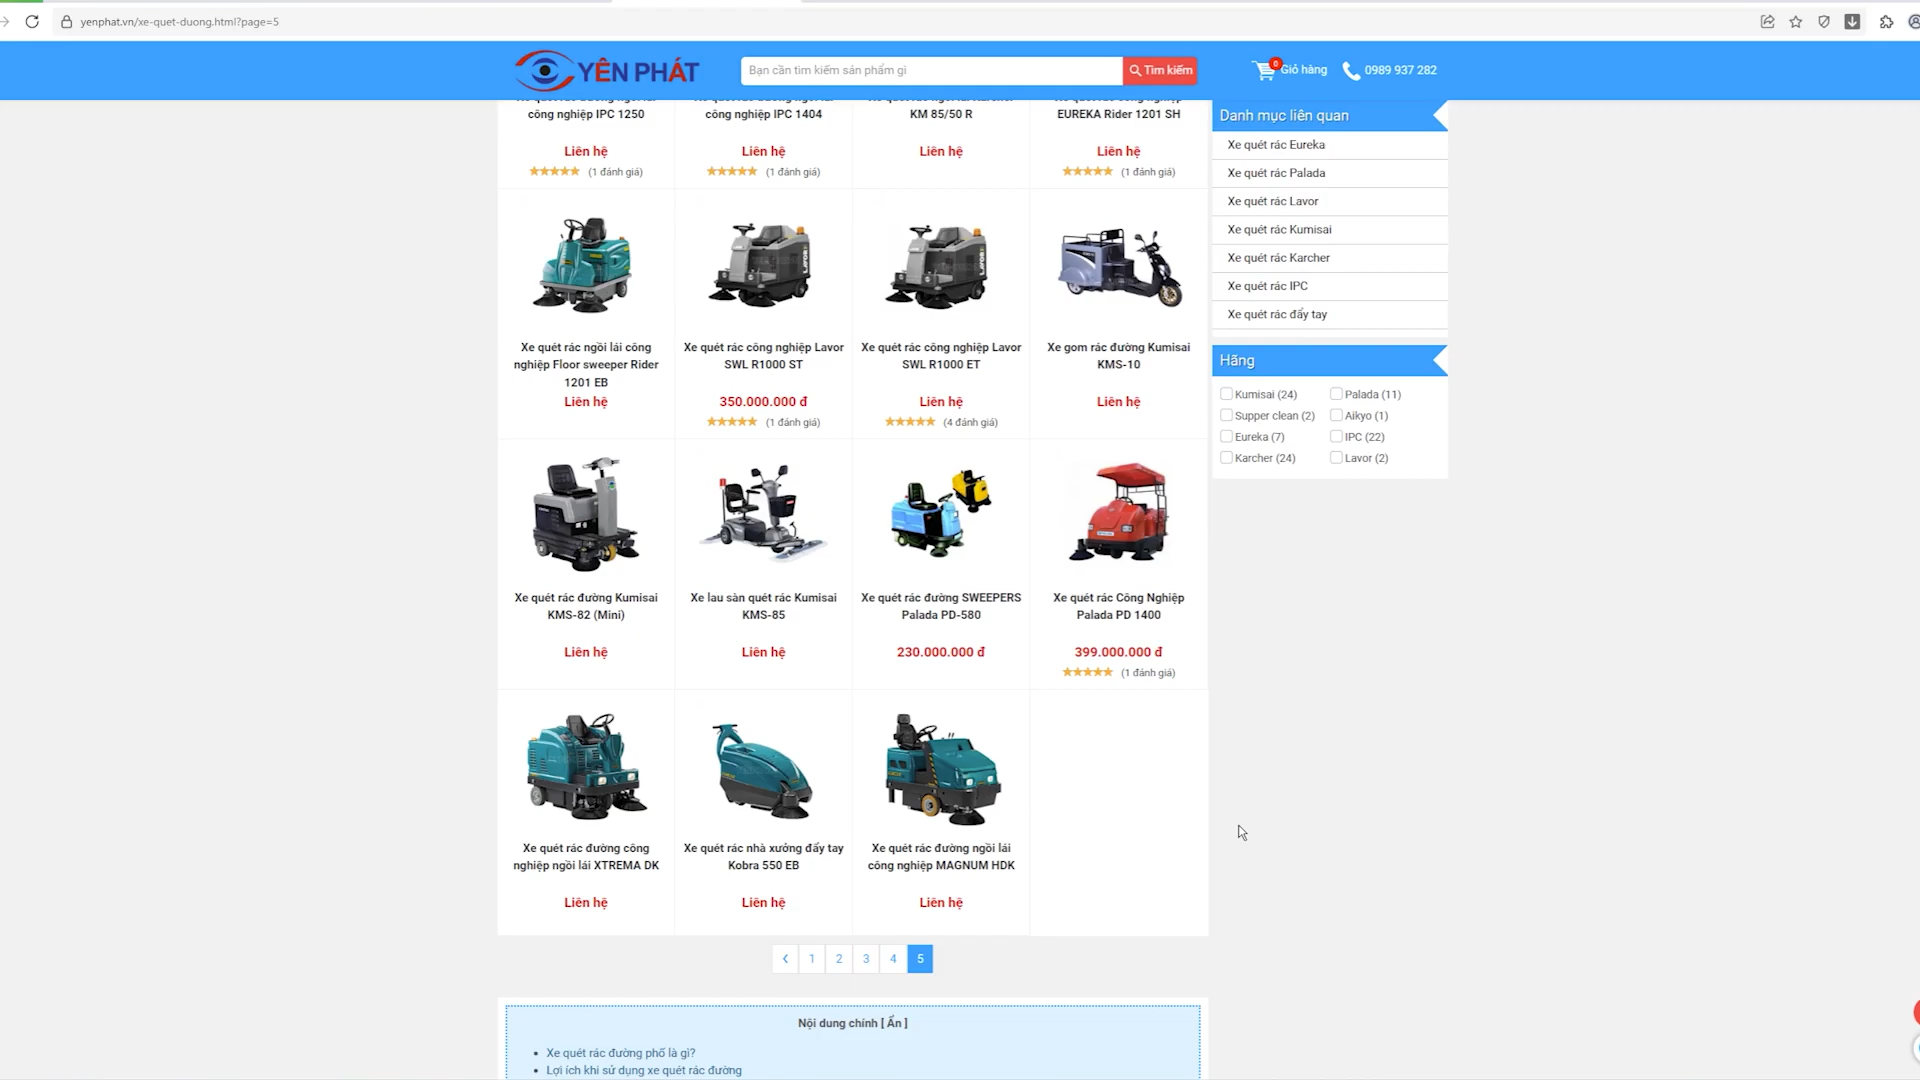 yenphat.vn/xe-quet-duong.html?page=5
YÊN PHÁT
Bạn cần tìm kiếm sản phẩm gì
Tìm kiếm
0
Giỏ hàng
0989 937 282
công nghiệp IPC 1250
công nghiệp IPC 1404
KM 85/50 R
EUREKA Rider 1201 SH
Liên hệ
Liên hệ
Liên hệ
Liên hệ
(1 đánh giá)
(1 đánh giá)
(1 đánh giá)
Xe quét rác ngồi lái công
nghiệp Floor sweeper Rider
1201 EB
Liên hệ
Xe quét rác công nghiệp Lavor
SWL R1000 ST
350.000.000 đ
(1 đánh giá)
Xe quét rác công nghiệp Lavor
SWL R1000 ET
Liên hệ
(4 đánh giá)
Xe gom rác đường Kumisai
KMS-10
Liên hệ
Xe quét rác đường Kumisai
KMS-82 (Mini)
Liên hệ
Xe lau sàn quét rác Kumisai
KMS-85
Liên hệ
Xe quét rác đường SWEEPERS
Palada PD-580
230.000.000 đ
Xe quét rác Công Nghiệp
Palada PD 1400
399.000.000 đ
(1 đánh giá)
Xe quét rác đường công
nghiệp ngồi lái XTREMA DK
Liên hệ
Xe quét rác nhà xưởng đẩy tay
Kobra 550 EB
Liên hệ
Xe quét rác đường ngồi lái
công nghiệp MAGNUM HDK
Liên hệ
1 2 3 4 5
Nội dung chính [ Ẩn ]
Xe quét rác đường phố là gì?
Lợi ích khi sử dụng xe quét rác đường
Danh mục liên quan
Xe quét rác Eureka
Xe quét rác Palada
Xe quét rác Lavor
Xe quét rác Kumisai
Xe quét rác Karcher
Xe quét rác IPC
Xe quét rác đẩy tay
Hãng
Kumisai (24)
Palada (11)
Supper clean (2)
Aikyo (1)
Eureka (7)
IPC (22)
Karcher (24)
Lavor (2)